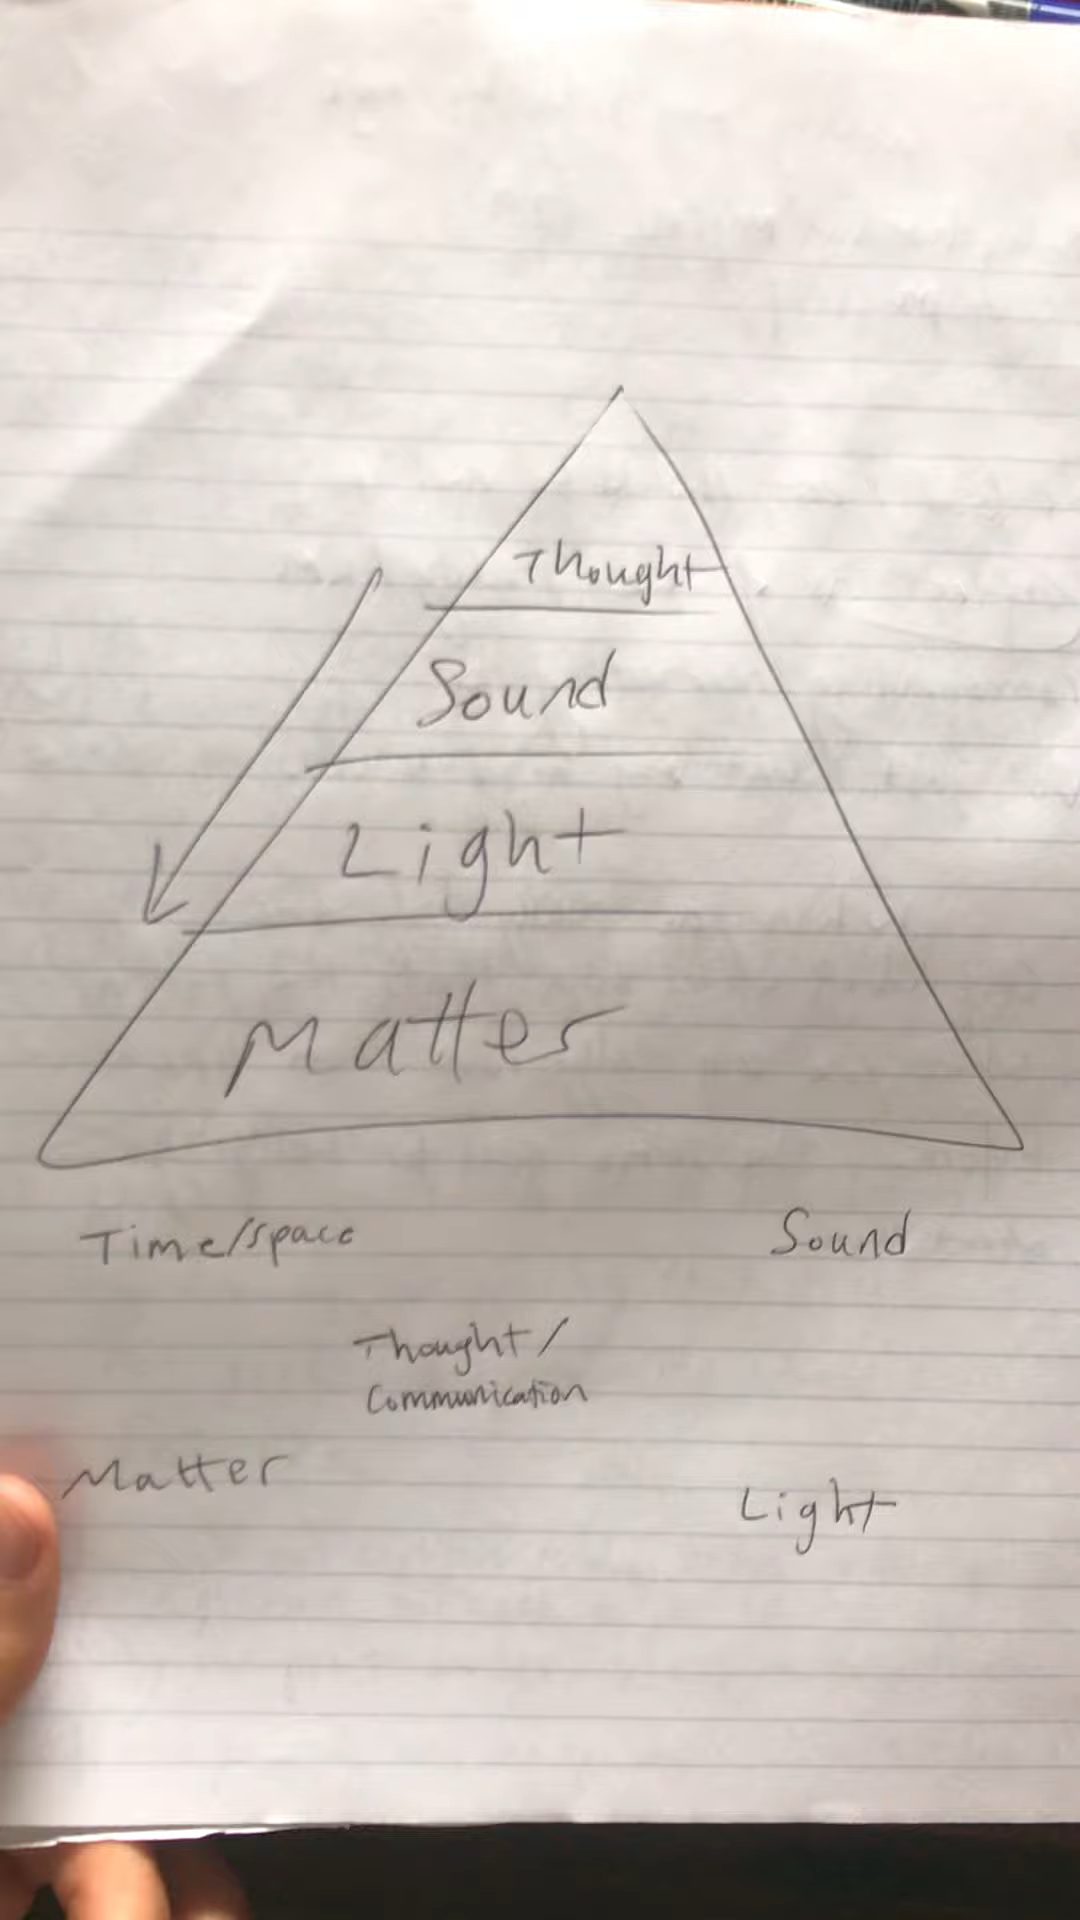 Thought
Sound
Light
Matter
Time/space
Sound
Thought/
Communication
Matter
Light